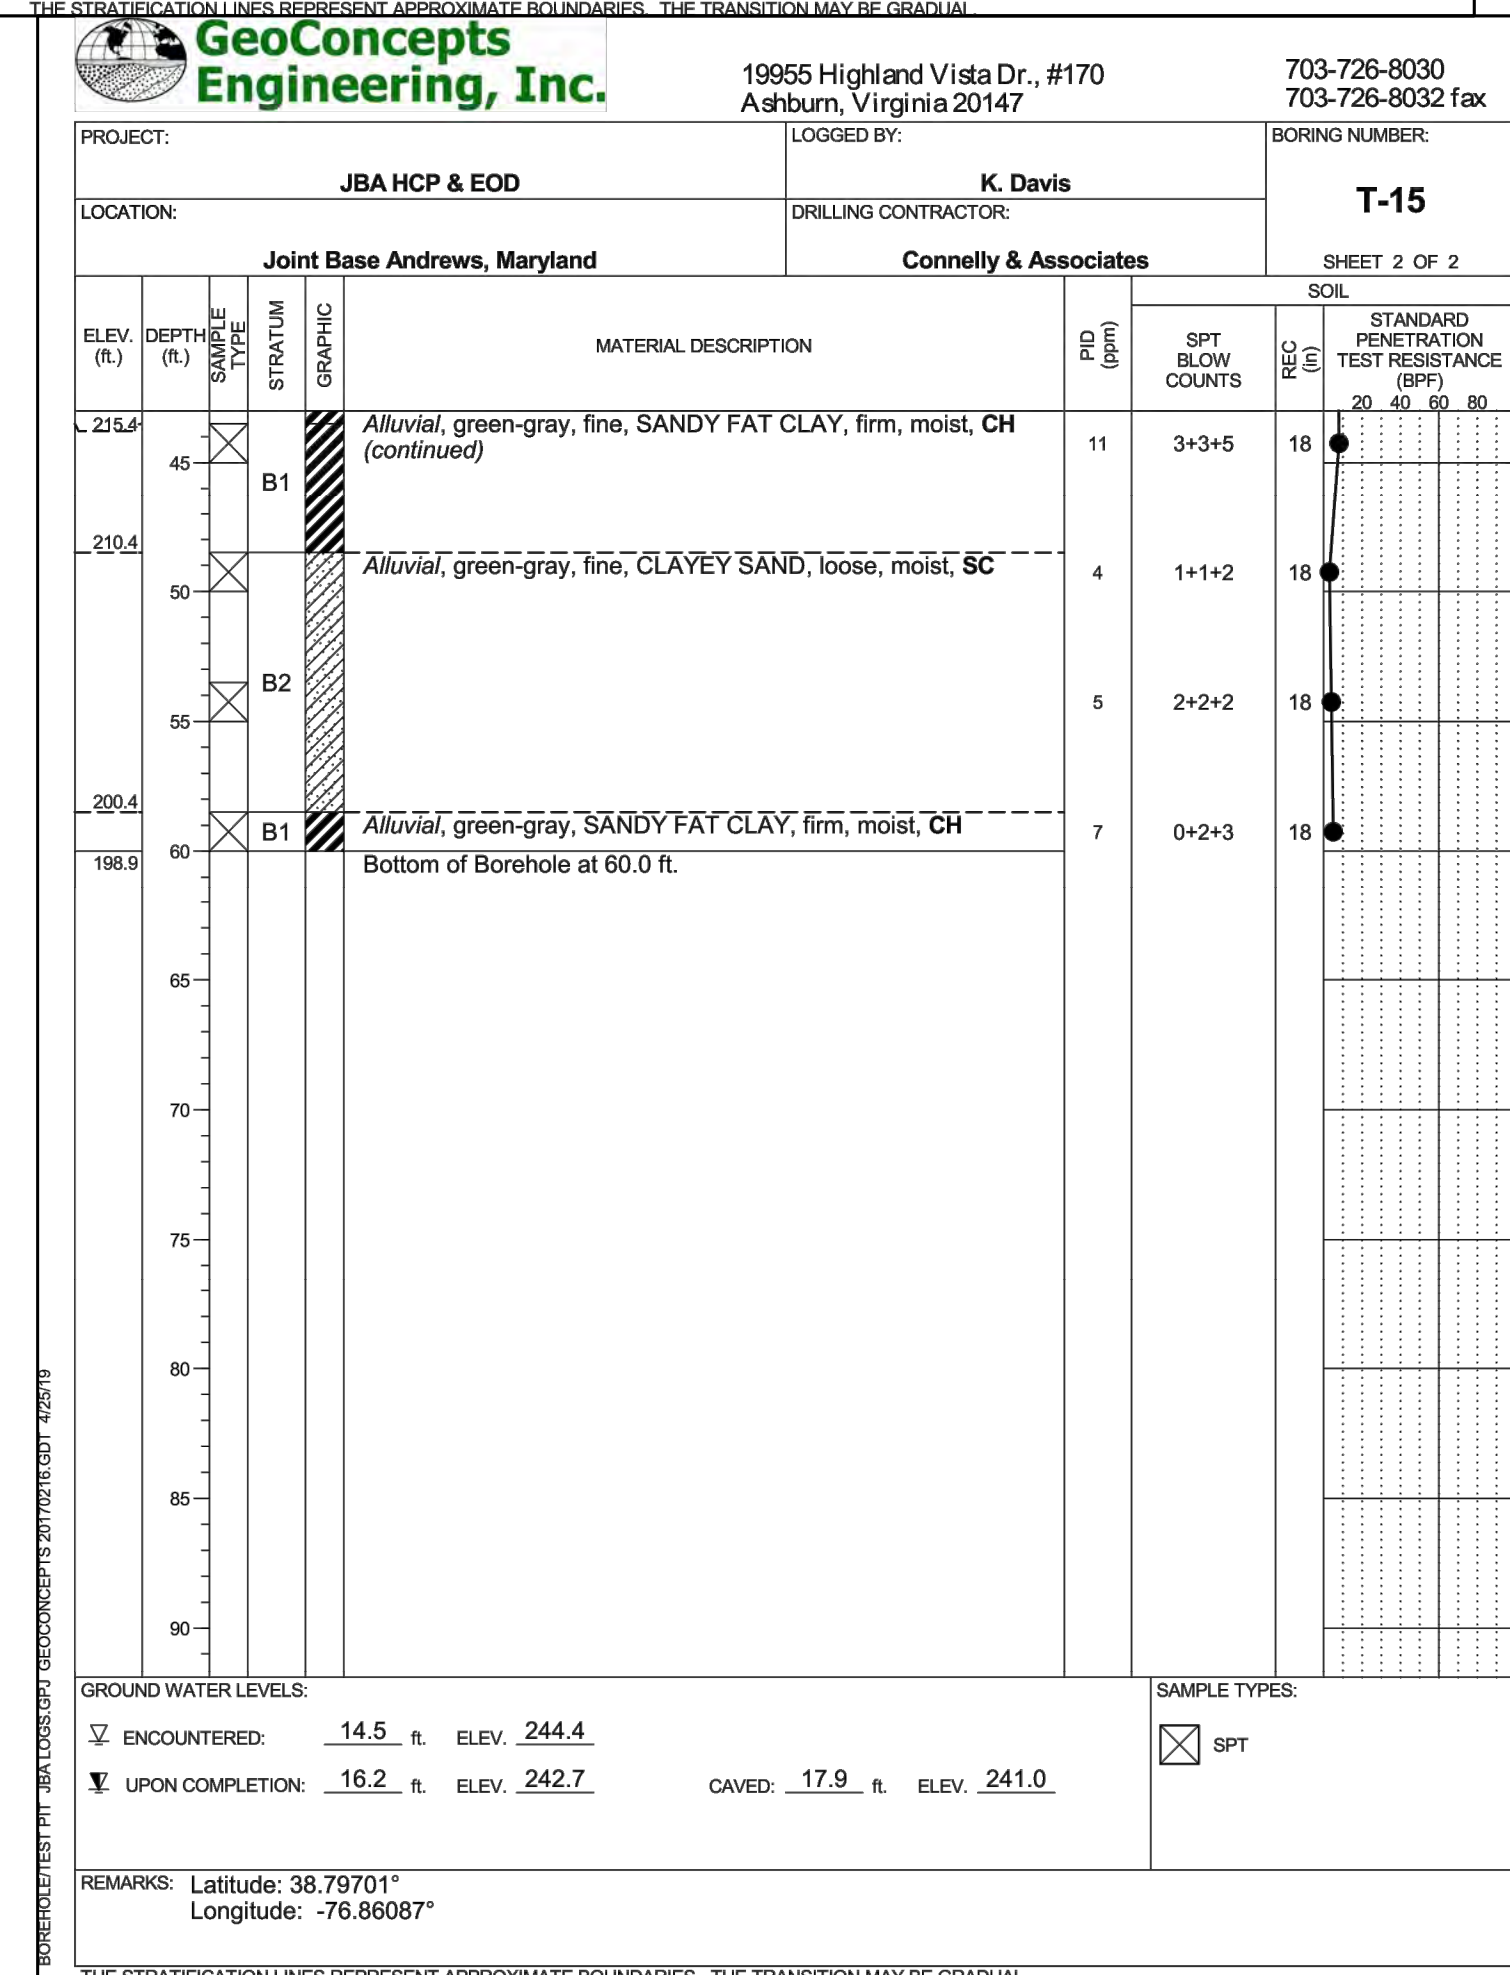 THE STRATIFICATION LINES REPRESENT APPROXIMATE BOUNDARIES. THE TRANSITION MAY BE GRADUAL.
GeoConcepts
Engineering, Inc.
19955 Highland Vista Dr., #170
Ashburn, Virginia 20147
703-726-8030
703-726-8032 fax
PROJECT:
JBA HCP & EOD
LOGGED BY:
K. Davis
BORING NUMBER:
T-15
SHEET 2 OF 2
LOCATION:
Joint Base Andrews, Maryland
DRILLING CONTRACTOR:
Connelly & Associates
ELEV.
(ft.)
DEPTH
(ft.)
SAMPLE
TYPE
STRATUM
GRAPHIC
MATERIAL DESCRIPTION
PID
(ppm)
SOIL
SPT
BLOW
COUNTS
REC
(in)
STANDARD
PENETRATION
TEST RESISTANCE
(BPF)
20 40 60 80
215.4
Alluvial, green-gray, fine, SANDY FAT CLAY, firm, moist, CH
(continued)
11 3+3+5 18
45
B1
210.4
Alluvial, green-gray, fine, CLAYEY SAND, loose, moist, SC
4 1+1+2 18
50
B2
5 2+2+2 18
55
200.4
B1 Alluvial, green-gray, SANDY FAT CLAY, firm, moist, CH
7 0+2+3 18
60
198.9 Bottom of Borehole at 60.0 ft.
65
70
75
80
85
90
GROUND WATER LEVELS:
ENCOUNTERED: 14.5 ft. ELEV. 244.4
UPON COMPLETION: 16.2 ft. ELEV. 242.7 CAVED: 17.9 ft. ELEV. 241.0
SAMPLE TYPES:
SPT
REMARKS: Latitude: 38.79701°
Longitude: -76.86087°
BOREHOLE/TEST PIT JBA LOGS.GPJ GEOCONCEPTS 20170216.GDT 4/25/19
THE STRATIFICATION LINES REPRESENT APPROXIMATE BOUNDARIES. THE TRANSITION MAY BE GRADUAL.